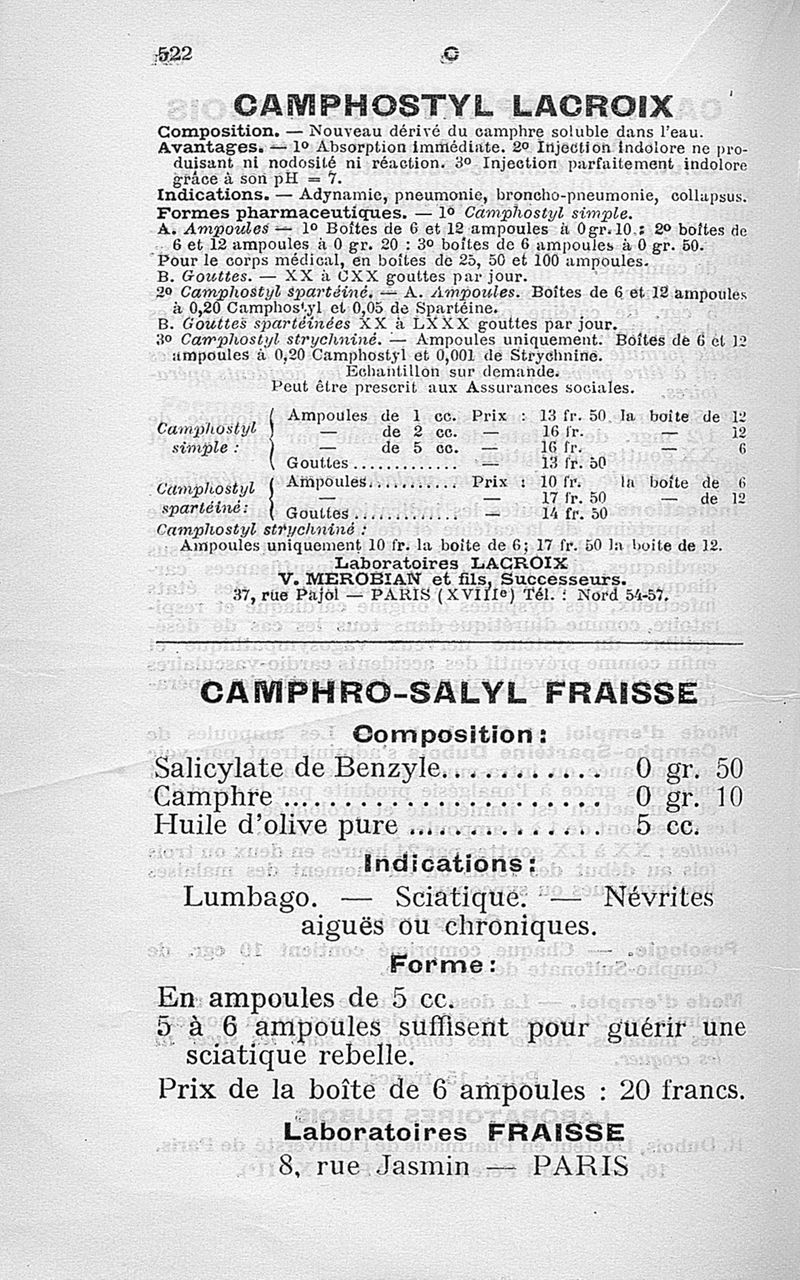 522
C
CAMPHOSTYL LACROIX
Composition. — Nouveau dérivé du camphre soluble dans l'eau.
Avantages. — 1º Absorption immédiate. 2º Injection indolore ne pro-
duisant ni nodosité ni réaction. 3º Injection parfaitement indolore
grâce à son pH = 7.
Indications. — Adynamie, pneumonie, broncho-pneumonie, collapsus.
Formes pharmaceutiques. — 1º Camphostyl simple.
A. Ampoules — 1º Boîtes de 6 et 12 ampoules à 0gr.10.: 2º boîtes de
6 et 12 ampoules à 0 gr. 20 : 3º boîtes de 6 ampoules à 0 gr. 50.
Pour le corps médical, en boîtes de 25, 50 et 100 ampoules.
B. Gouttes. — XX à CXX gouttes par jour.
2º Camphostyl spartéiné. — A. Ampoules. Boîtes de 6 et 12 ampoules
à 0,20 Camphostyl et 0,05 de Spartéine.
B. Gouttes spartéinées XX à LXXX gouttes par jour.
3º Camphostyl strychniné. — Ampoules uniquement. Boîtes de 6 et 12
ampoules à 0,20 Camphostyl et 0,001 de Strychnine.
Echantillon sur demande.
Peut être prescrit aux Assurances sociales.
Camphostyl simple :
Ampoules de 1 cc. Prix : 13 fr. 50 la boîte de 12
— de 2 cc. — 16 fr. — 12
— de 5 cc. — 16 fr. — 6
Gouttes............ — 13 fr. 50
Camphostyl spartéiné:
Ampoules.......... Prix : 10 fr. la boîte de 6
— — 17 fr. 50 — de 12
Gouttes............ — 14 fr. 50
Camphostyl strychniné :
Ampoules uniquement 10 fr. la boîte de 6; 17 fr. 50 la boîte de 12.
Laboratoires LACROIX
V. MEROBIAN et fils, Successeurs.
37, rue Pajol — PARIS (XVIIIe) Tél. : Nord 54-57.
CAMPHRO-SALYL FRAISSE
Composition :
Salicylate de Benzyle........... 0 gr. 50
Camphre ...................... 0 gr. 10
Huile d'olive pure .............. 5 cc.
Indications :
Lumbago. — Sciatique. — Névrites
aiguës ou chroniques.
Forme :
En ampoules de 5 cc.
5 à 6 ampoules suffisent pour guérir une
sciatique rebelle.
Prix de la boîte de 6 ampoules : 20 francs.
Laboratoires FRAISSE
8, rue Jasmin — PARIS